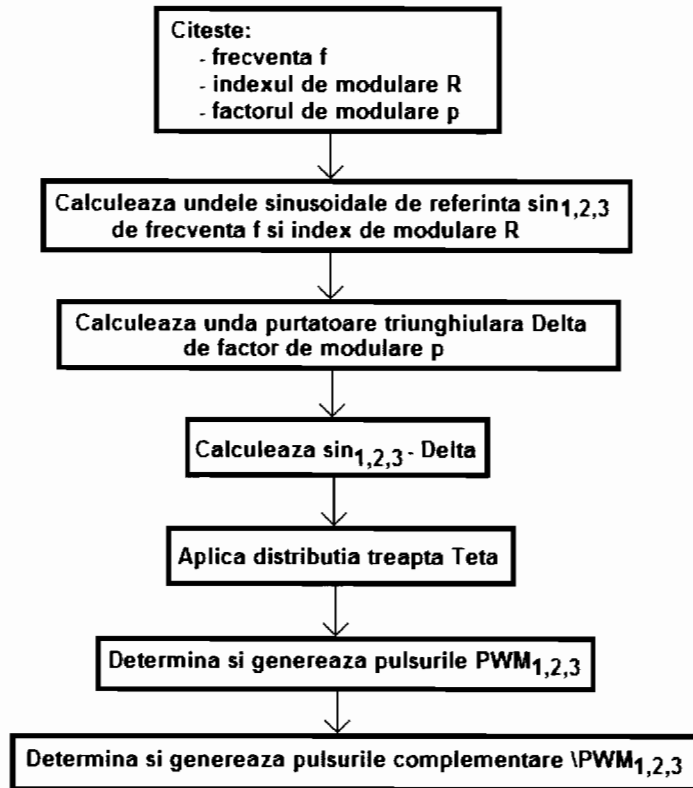 Citeste:
- frecventa f
- indexul de modulare R
- factorul de modulare p
Calculeaza undele sinusoidale de referinta sin1,2,3
de frecventa f si index de modulare R
Calculeaza unda purtatoare triunghiulara Delta
de factor de modulare p
Calculeaza sin1,2,3 - Delta
Aplica distributia treapta Teta
Determina si genereaza pulsurile PWM1,2,3
Determina si genereaza pulsurile complementare \PWM1,2,3